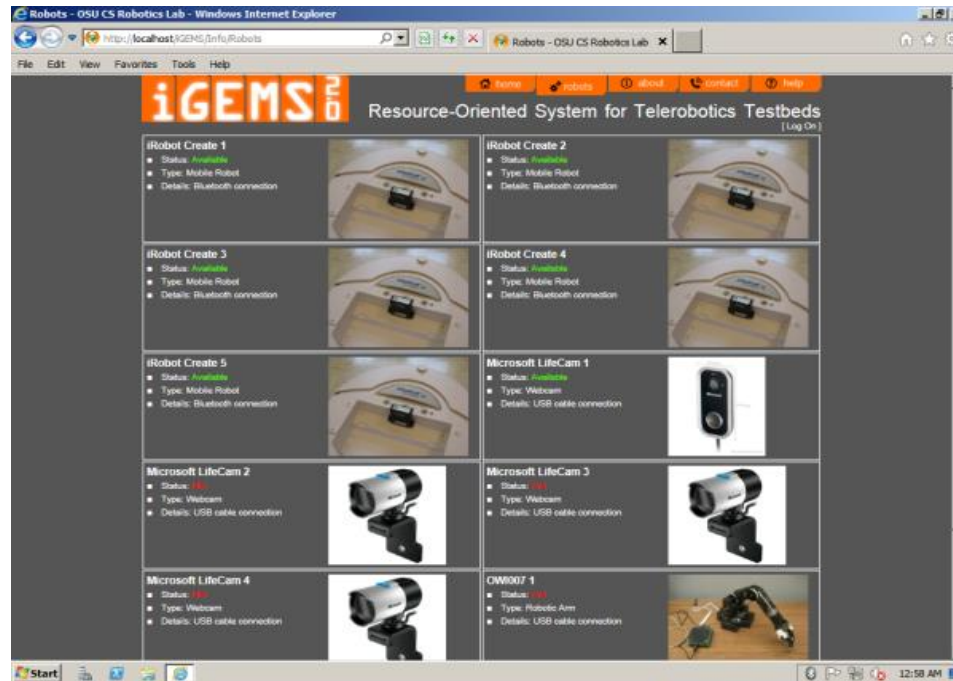 Robots - OSU CS Robotics Lab - Windows Internet Explorer
http://localhost/iGEMS/Info/Robots
Robots - OSU CS Robotics Lab
File Edit View Favorites Tools Help
iGEMS 2.0
home robots about contact help
Resource-Oriented System for Telerobotics Testbeds
[ Log On ]
iRobot Create 1
Status: Available
Type: Mobile Robot
Details: Bluetooth connection
iRobot Create 2
Status: Available
Type: Mobile Robot
Details: Bluetooth connection
iRobot Create 3
Status: Available
Type: Mobile Robot
Details: Bluetooth connection
iRobot Create 4
Status: Available
Type: Mobile Robot
Details: Bluetooth connection
iRobot Create 5
Status: Available
Type: Mobile Robot
Details: Bluetooth connection
Microsoft LifeCam 1
Status: Available
Type: Webcam
Details: USB cable connection
Microsoft LifeCam 2
Status:
Type: Webcam
Details: USB cable connection
Microsoft LifeCam 3
Status:
Type: Webcam
Details: USB cable connection
Microsoft LifeCam 4
Status:
Type: Webcam
Details: USB cable connection
OWI007 1
Status:
Type: Robotic Arm
Details: USB cable connection
Start
12:58 AM